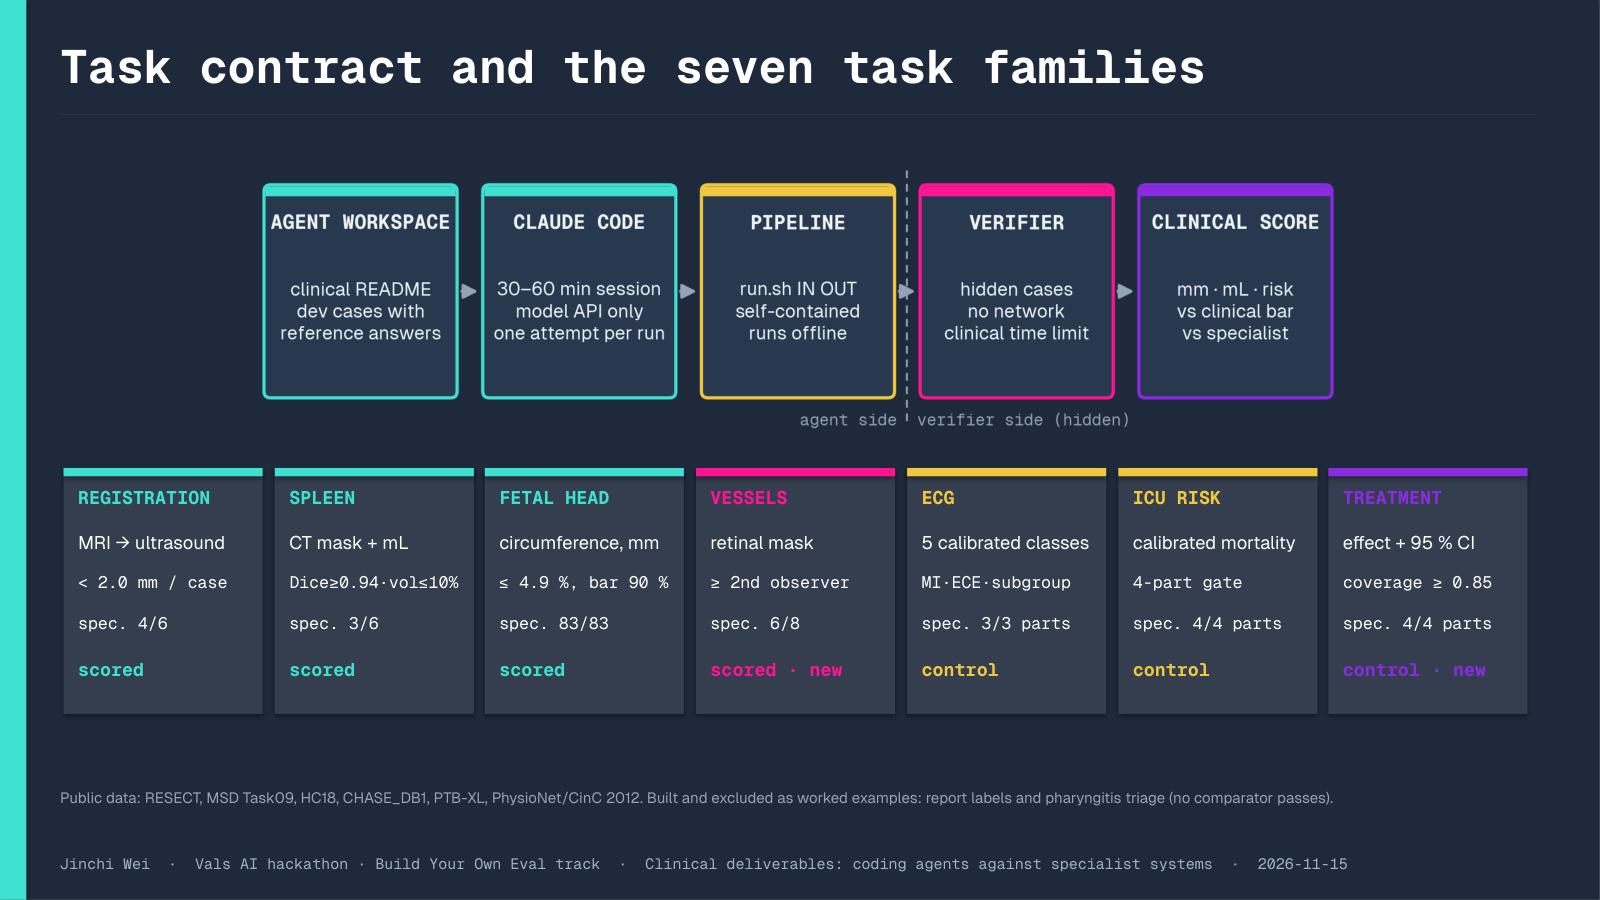 Task contract and the seven task families
AGENT WORKSPACE
clinical README
dev cases with
reference answers
CLAUDE CODE
30–60 min session
model API only
one attempt per run
PIPELINE
run.sh IN OUT
self-contained
runs offline
VERIFIER
hidden cases
no network
clinical time limit
CLINICAL SCORE
mm · mL · risk
vs clinical bar
vs specialist
agent side
verifier side (hidden)
REGISTRATION
MRI → ultrasound
< 2.0 mm / case
spec. 4/6
scored
SPLEEN
CT mask + mL
Dice≥0.94·vol≤10%
spec. 3/6
scored
FETAL HEAD
circumference, mm
≤ 4.9 %, bar 90 %
spec. 83/83
scored
VESSELS
retinal mask
≥ 2nd observer
spec. 6/8
scored · new
ECG
5 calibrated classes
MI·ECE·subgroup
spec. 3/3 parts
control
ICU RISK
calibrated mortality
4-part gate
spec. 4/4 parts
control
TREATMENT
effect + 95 % CI
coverage ≥ 0.85
spec. 4/4 parts
control · new
Public data: RESECT, MSD Task09, HC18, CHASE_DB1, PTB-XL, PhysioNet/CinC 2012. Built and excluded as worked examples: report labels and pharyngitis triage (no comparator passes).
Jinchi Wei · Vals AI hackathon · Build Your Own Eval track · Clinical deliverables: coding agents against specialist systems · 2026-11-15